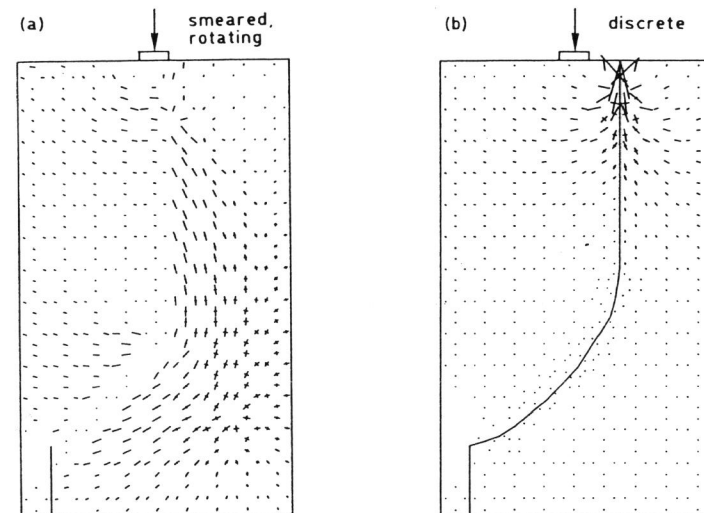 (a)
smeared,
rotating
(b)
discrete